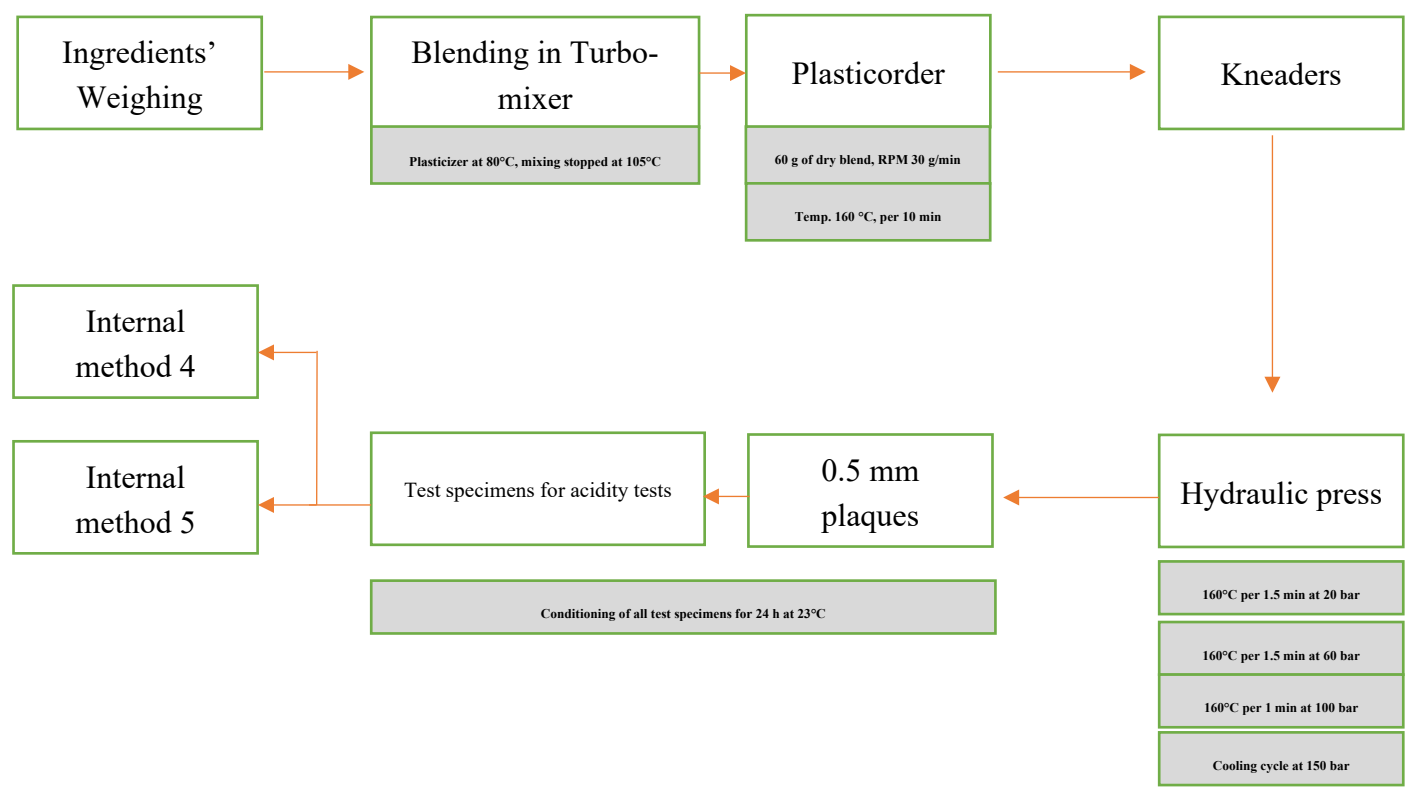 Ingredients’
Weighing
Blending in Turbo-
mixer
Plasticizer at 80°C, mixing stopped at 105°C
Plasticorder
60 g of dry blend, RPM 30 g/min
Temp. 160 °C, per 10 min
Kneaders
Internal
method 4
Internal
method 5
Test specimens for acidity tests
0.5 mm
plaques
Hydraulic press
Conditioning of all test specimens for 24 h at 23°C
160°C per 1.5 min at 20 bar
160°C per 1.5 min at 60 bar
160°C per 1 min at 100 bar
Cooling cycle at 150 bar